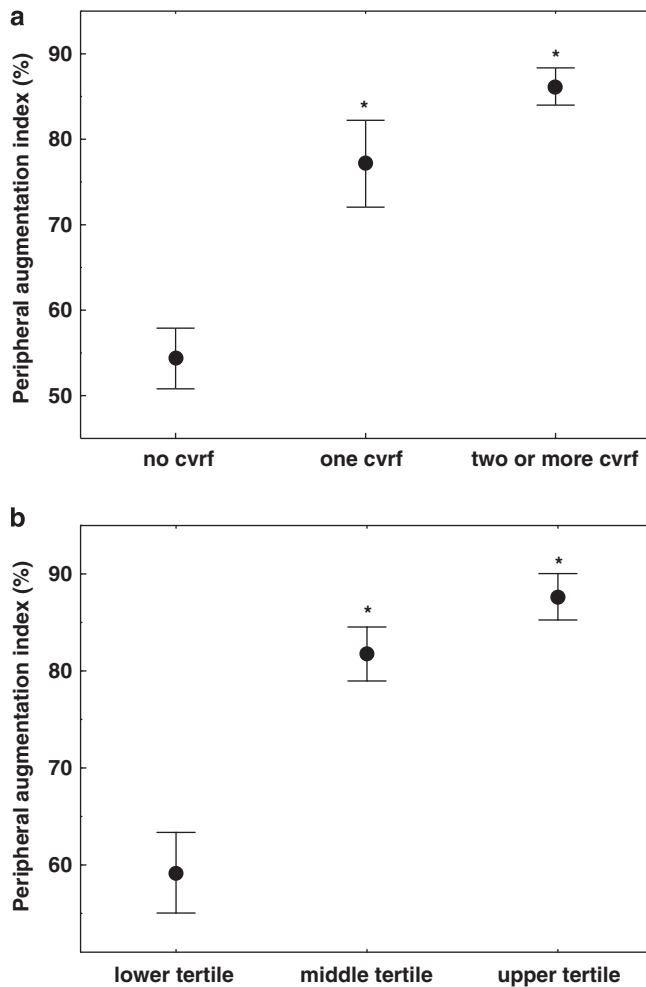 a
Peripheral augmentation index (%)
90
80
70
60
50
*
*
no cvrf one cvrf two or more cvrf
b
Peripheral augmentation index (%)
90
80
70
60
*
*
lower tertile middle tertile upper tertile